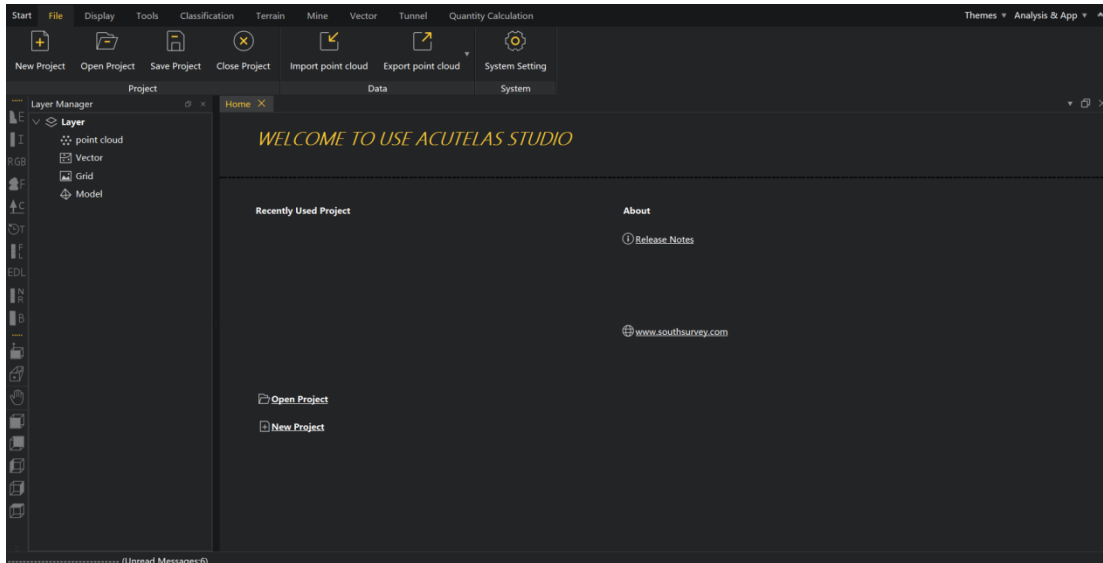 Start File Display Tools Classification Terrain Mine Vector Tunnel Quantity Calculation Themes Analysis & App
New Project Open Project Save Project Close Project Import point cloud Export point cloud System Setting
Project Data System
Layer Manager Home
E Layer
I point cloud
WELCOME TO USE ACUTELAS STUDIO
RGB Vector
F Grid
C Model
Recently Used Project About
T
Release Notes
F
L
EDL
N
R
B
www.southsurvey.com
Open Project
New Project
------------------------------ (Unread Messages:6)